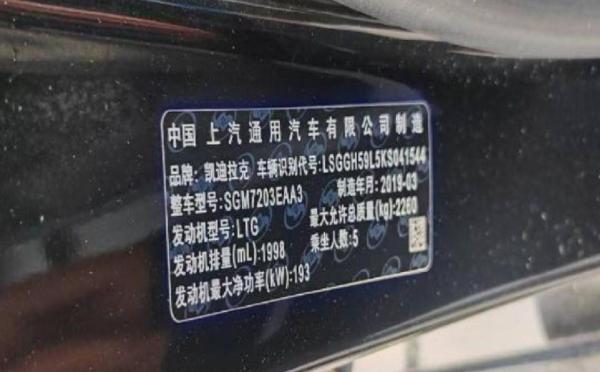 中国 上汽通用汽车有限公司制造
品牌: 凯迪拉克 车辆识别代号:LSGGH59L5KS041544
整车型号:SGM7203EAA3 制造年月:2019-03
发动机型号:LTG 最大允许总质量(kg)-2260
发动机排量(mL)-1998 乘坐人数:5
发动机最大净功率(kW)-193